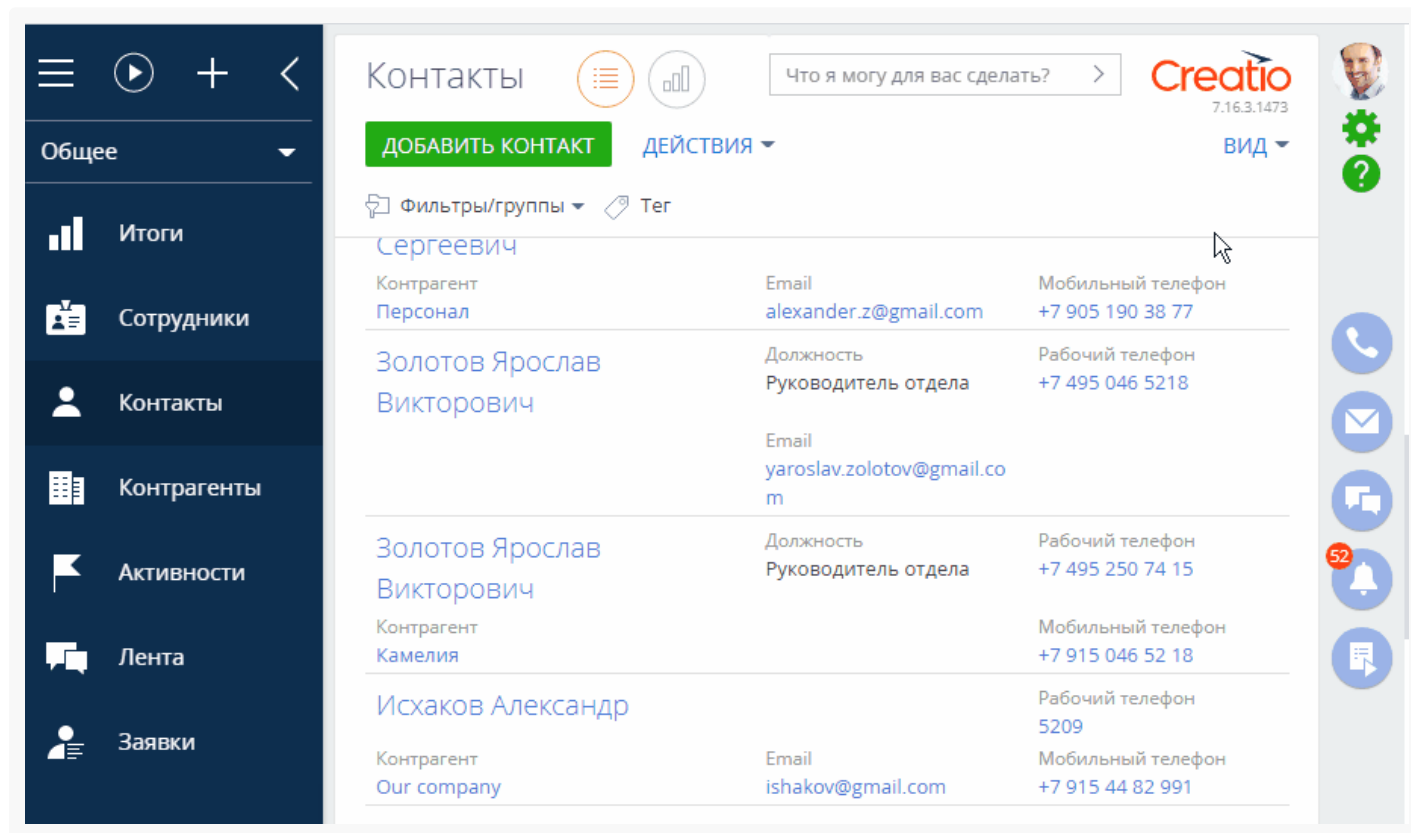 Контакты
Что я могу для вас сделать?
Creatio
7.16.3.1473
Общее
ДОБАВИТЬ КОНТАКТ
ДЕЙСТВИЯ
ВИД
Фильтры/группы
Тег
Итоги
Сотрудники
Контакты
Контрагенты
Активности
Лента
Заявки
Сергеевич
Контрагент
Персонал
Email
alexander.z@gmail.com
Мобильный телефон
+7 905 190 38 77
Золотов Ярослав
Викторович
Должность
Руководитель отдела
Рабочий телефон
+7 495 046 5218
Email
yaroslav.zolotov@gmail.co
m
Золотов Ярослав
Викторович
Должность
Руководитель отдела
Рабочий телефон
+7 495 250 74 15
Контрагент
Камелия
Мобильный телефон
+7 915 046 52 18
Исхаков Александр
Рабочий телефон
5209
Контрагент
Our company
Email
ishakov@gmail.com
Мобильный телефон
+7 915 44 82 991
?
52